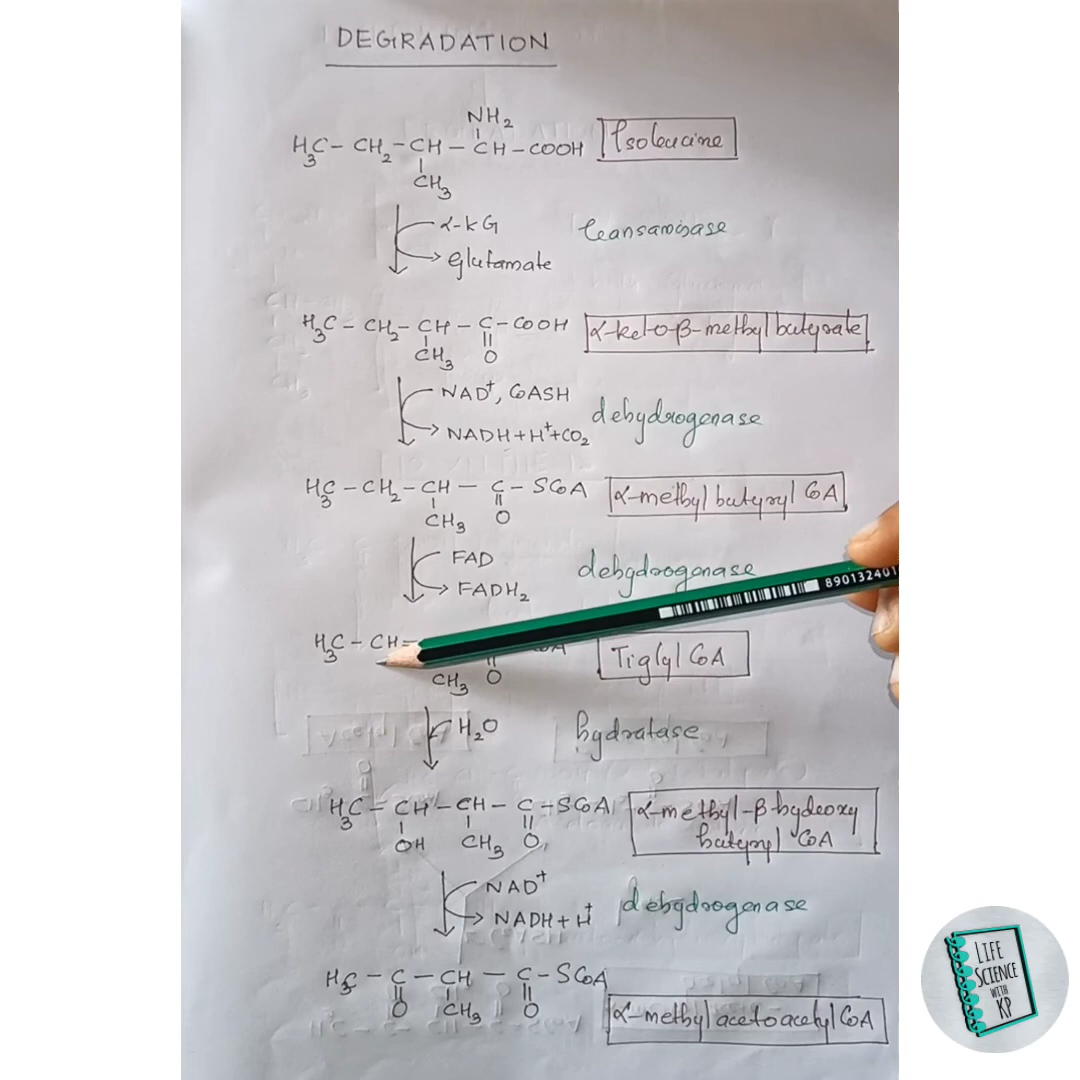 DEGRADATION
NH2
H3C - CH2 - CH - CH - COOH Isoleucine
CH3
α-KG transaminase
Glutamate
H3C - CH2 - CH - C - COOH α-keto-β-methyl butyrate
CH3 O
NAD+, CoASH dehydrogenase
NADH + H+ + CO2
H3C - CH2 - CH - C - SCoA α-methyl butyryl CoA
CH3 O
FAD dehydrogenase
FADH2
890132401
H3C - CH = Tiglyl CoA
CH3 O
H2O hydratase
H3C - CH - CH - C - SCoA α-methyl-β-hydroxy
OH CH3 O butyryl CoA
NAD+ dehydrogenase
NADH + H+
H3C - C - CH - C - SCoA
O CH3 O α-methyl acetoacetyl CoA
LIFE
SCIENCE
WITH
KP